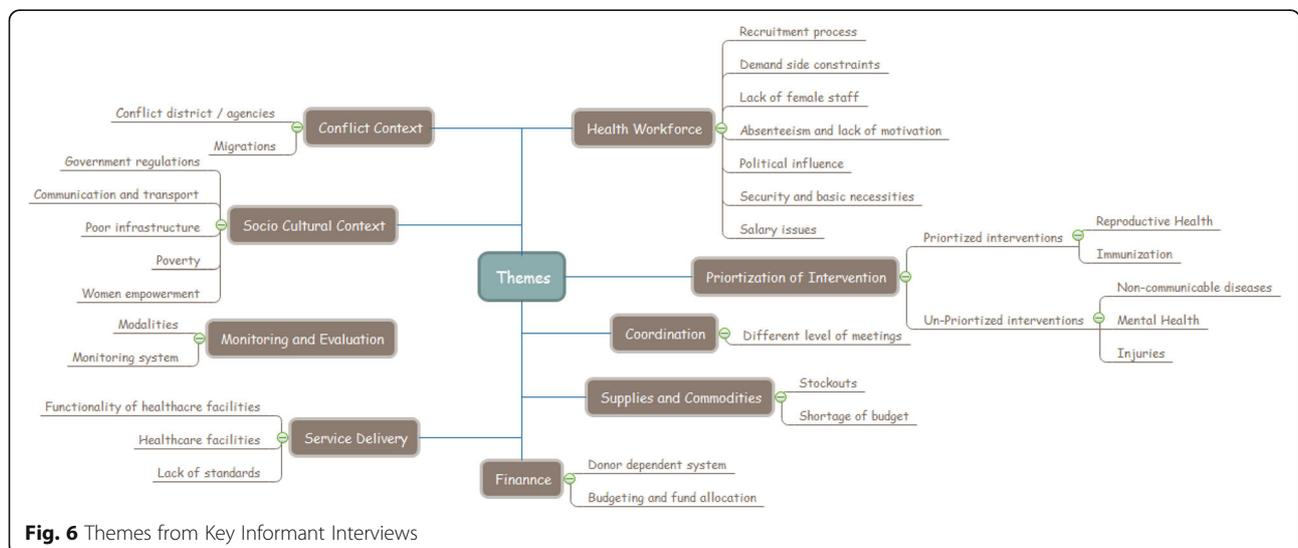 Conflict Context
Conflict district / agencies
Migrations
Socio Cultural Context
Government regulations
Communication and transport
Poor infrastructure
Poverty
Women empowerment
Monitoring and Evaluation
Modalities
Monitoring system
Service Delivery
Functionality of healthacre facilities
Healthcare facilities
Lack of standards
Themes
Health Workforce
Recruitment process
Demand side constraints
Lack of female staff
Absenteeism and lack of motivation
Political influence
Security and basic necessities
Salary issues
Priortization of Intervention
Priortized interventions
Reproductive Health
Immunization
Un-Priortized interventions
Non-communicable diseases
Mental Health
Injuries
Coordination
Different level of meetings
Supplies and Commodities
Stockouts
Shortage of budget
Finannce
Donor dependent system
Budgeting and fund allocation
Fig. 6 Themes from Key Informant Interviews